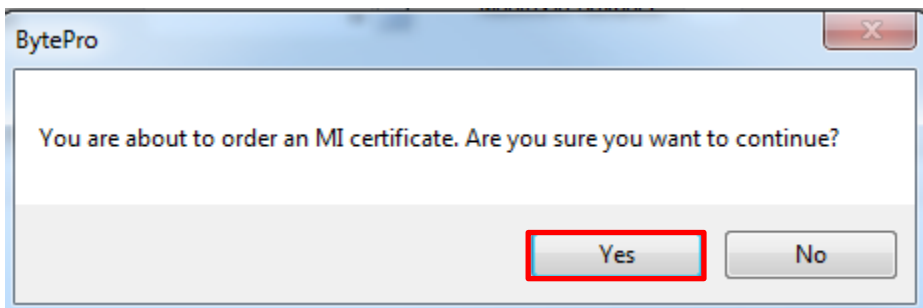 BytePro
You are about to order an MI certificate. Are you sure you want to continue?
Yes
No